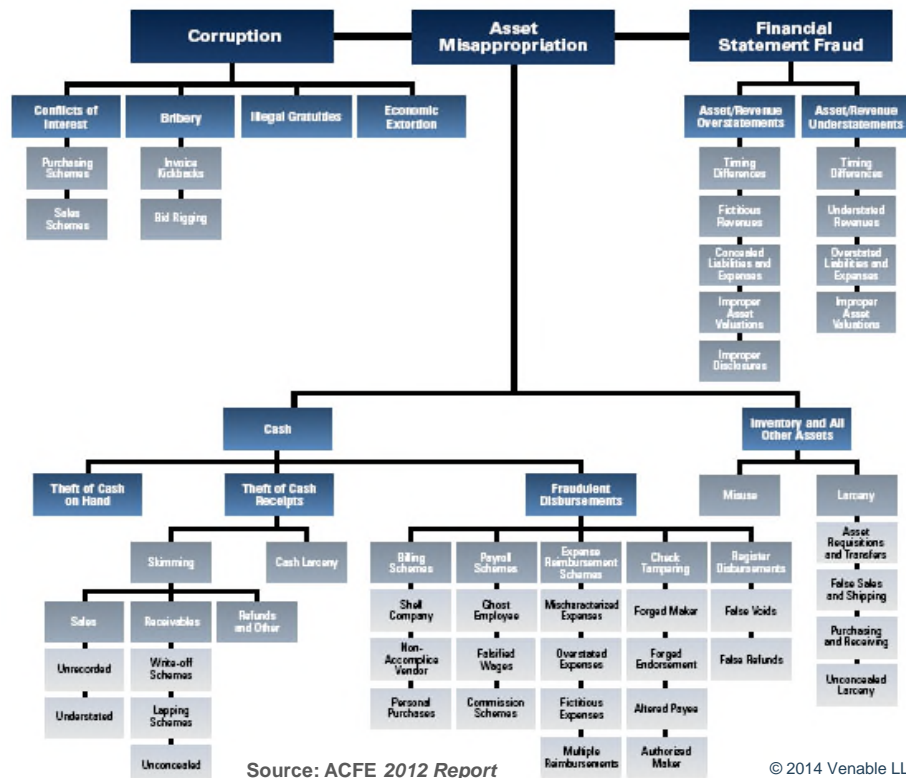 Corruption
Asset
Misappropriation
Financial
Statement Fraud
Conflicts of
Interest
Bribery
Illegal Gratuities
Economic
Extortion
Asset/Revenue
Overstatements
Asset/Revenue
Understatements
Purchasing
Schemes
Sales
Schemes
Invoice
Kickbacks
Bid Rigging
Timing
Differences
Fictitious
Revenues
Concealed
Liabilities and
Expenses
Improper
Asset
Valuations
Improper
Disclosures
Timing
Differences
Understated
Revenues
Overstated
Liabilities and
Expenses
Improper
Asset
Valuations
Cash
Inventory and All
Other Assets
Theft of Cash
on Hand
Theft of Cash
Receipts
Fraudulent
Disbursements
Misuse
Larceny
Skimming
Cash Larceny
Sales
Receivables
Refunds
and Other
Unrecorded
Understated
Write-off
Schemes
Lapping
Schemes
Unconcealed
Billing
Schemes
Shell
Company
Non-
Accomplice
Vendor
Personal
Purchases
Payroll
Schemes
Ghost
Employee
Falsified
Wages
Commission
Schemes
Expense
Reimbursement
Schemes
Mischaracterized
Expenses
Overstated
Expenses
Fictitious
Expenses
Multiple
Reimbursements
Check
Tampering
Forged Maker
Forged
Endorsement
Altered Payee
Authorized
Maker
Register
Disbursements
False Voids
False Refunds
Asset
Requisitions
and Transfers
False Sales
and Shipping
Purchasing
and Receiving
Unconcealed
Larceny
Source: ACFE 2012 Report
© 2014 Venable LL